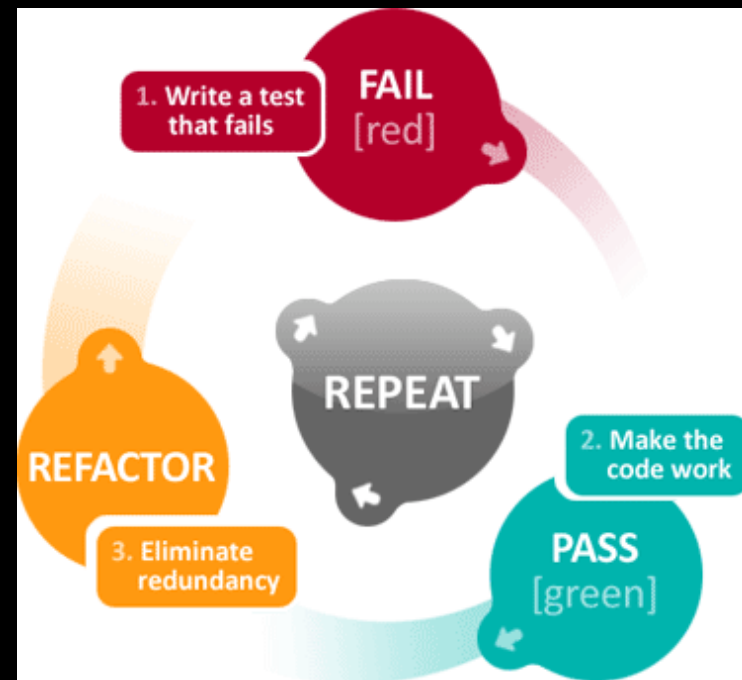 FAIL
[red]
1. Write a test
that fails
REPEAT
2. Make the
code work
PASS
[green]
REFACTOR
3. Eliminate
redundancy